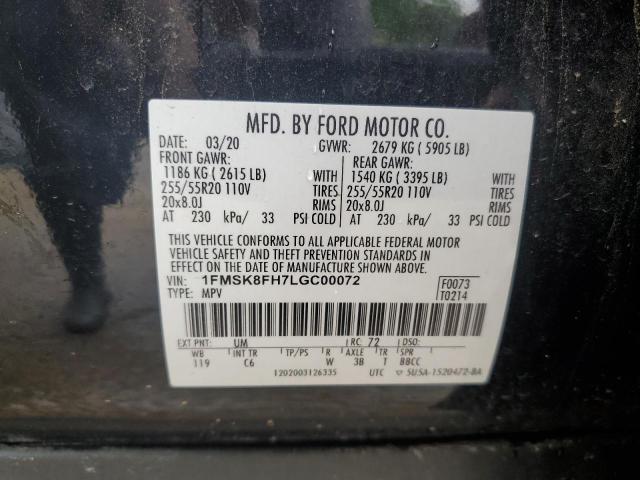 MFD. BY FORD MOTOR CO.
DATE: 03/20 GVWR: 2679 KG ( 5905 LB)
FRONT GAWR: REAR GAWR:
1186 KG ( 2615 LB) WITH 1540 KG ( 3395 LB) WITH
255/55R20 110V TIRES 255/55R20 110V TIRES
20x8.0J RIMS 20x8.0J RIMS
AT 230 kPa/ 33 PSI COLD AT 230 kPa/ 33 PSI COLD
THIS VEHICLE CONFORMS TO ALL APPLICABLE FEDERAL MOTOR
VEHICLE SAFETY AND THEFT PREVENTION STANDARDS IN
EFFECT ON THE DATE OF MANUFACTURE SHOWN ABOVE.
VIN: 1FMSK8FH7LGC00072 F0073
TYPE: MPV T0214
EXT PNT: UM RC: 72 DSO:
WB INT TR TP/PS R AXLE TR SPR
119 C6 W 3B T BBCC
1202003126335 UTC 5U5A-1520472-BA